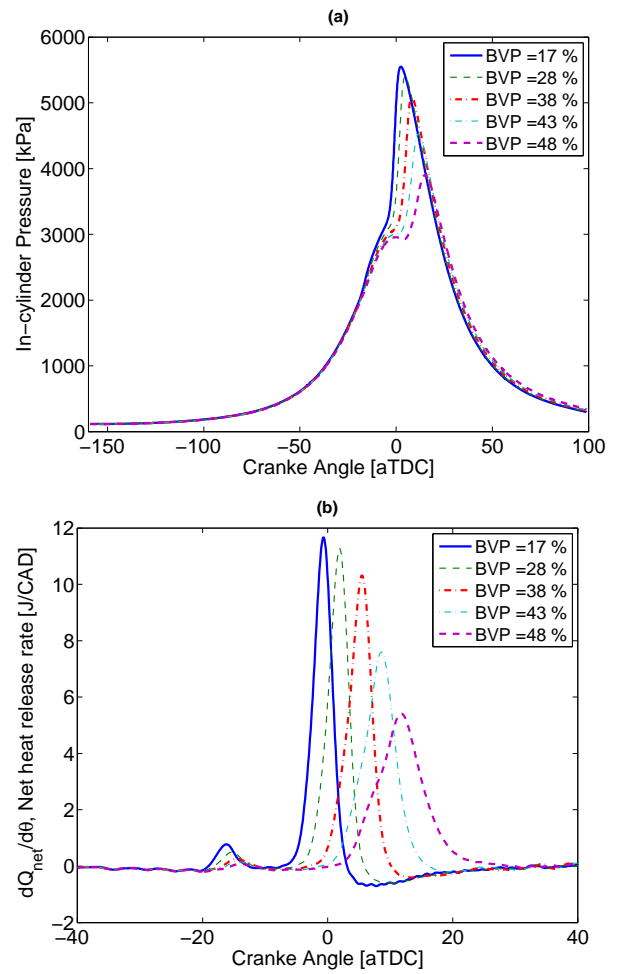 (a)
6000
5000
4000
3000
2000
1000
0
In−cylinder Pressure [kPa]
BVP =17 %
BVP =28 %
BVP =38 %
BVP =43 %
BVP =48 %
−150 −100 −50 0 50 100
Cranke Angle [aTDC]
(b)
12
10
8
6
4
2
0
−2
dQnet/dθ, Net heat release rate [J/CAD]
BVP =17 %
BVP =28 %
BVP =38 %
BVP =43 %
BVP =48 %
−40 −20 0 20 40
Cranke Angle [aTDC]